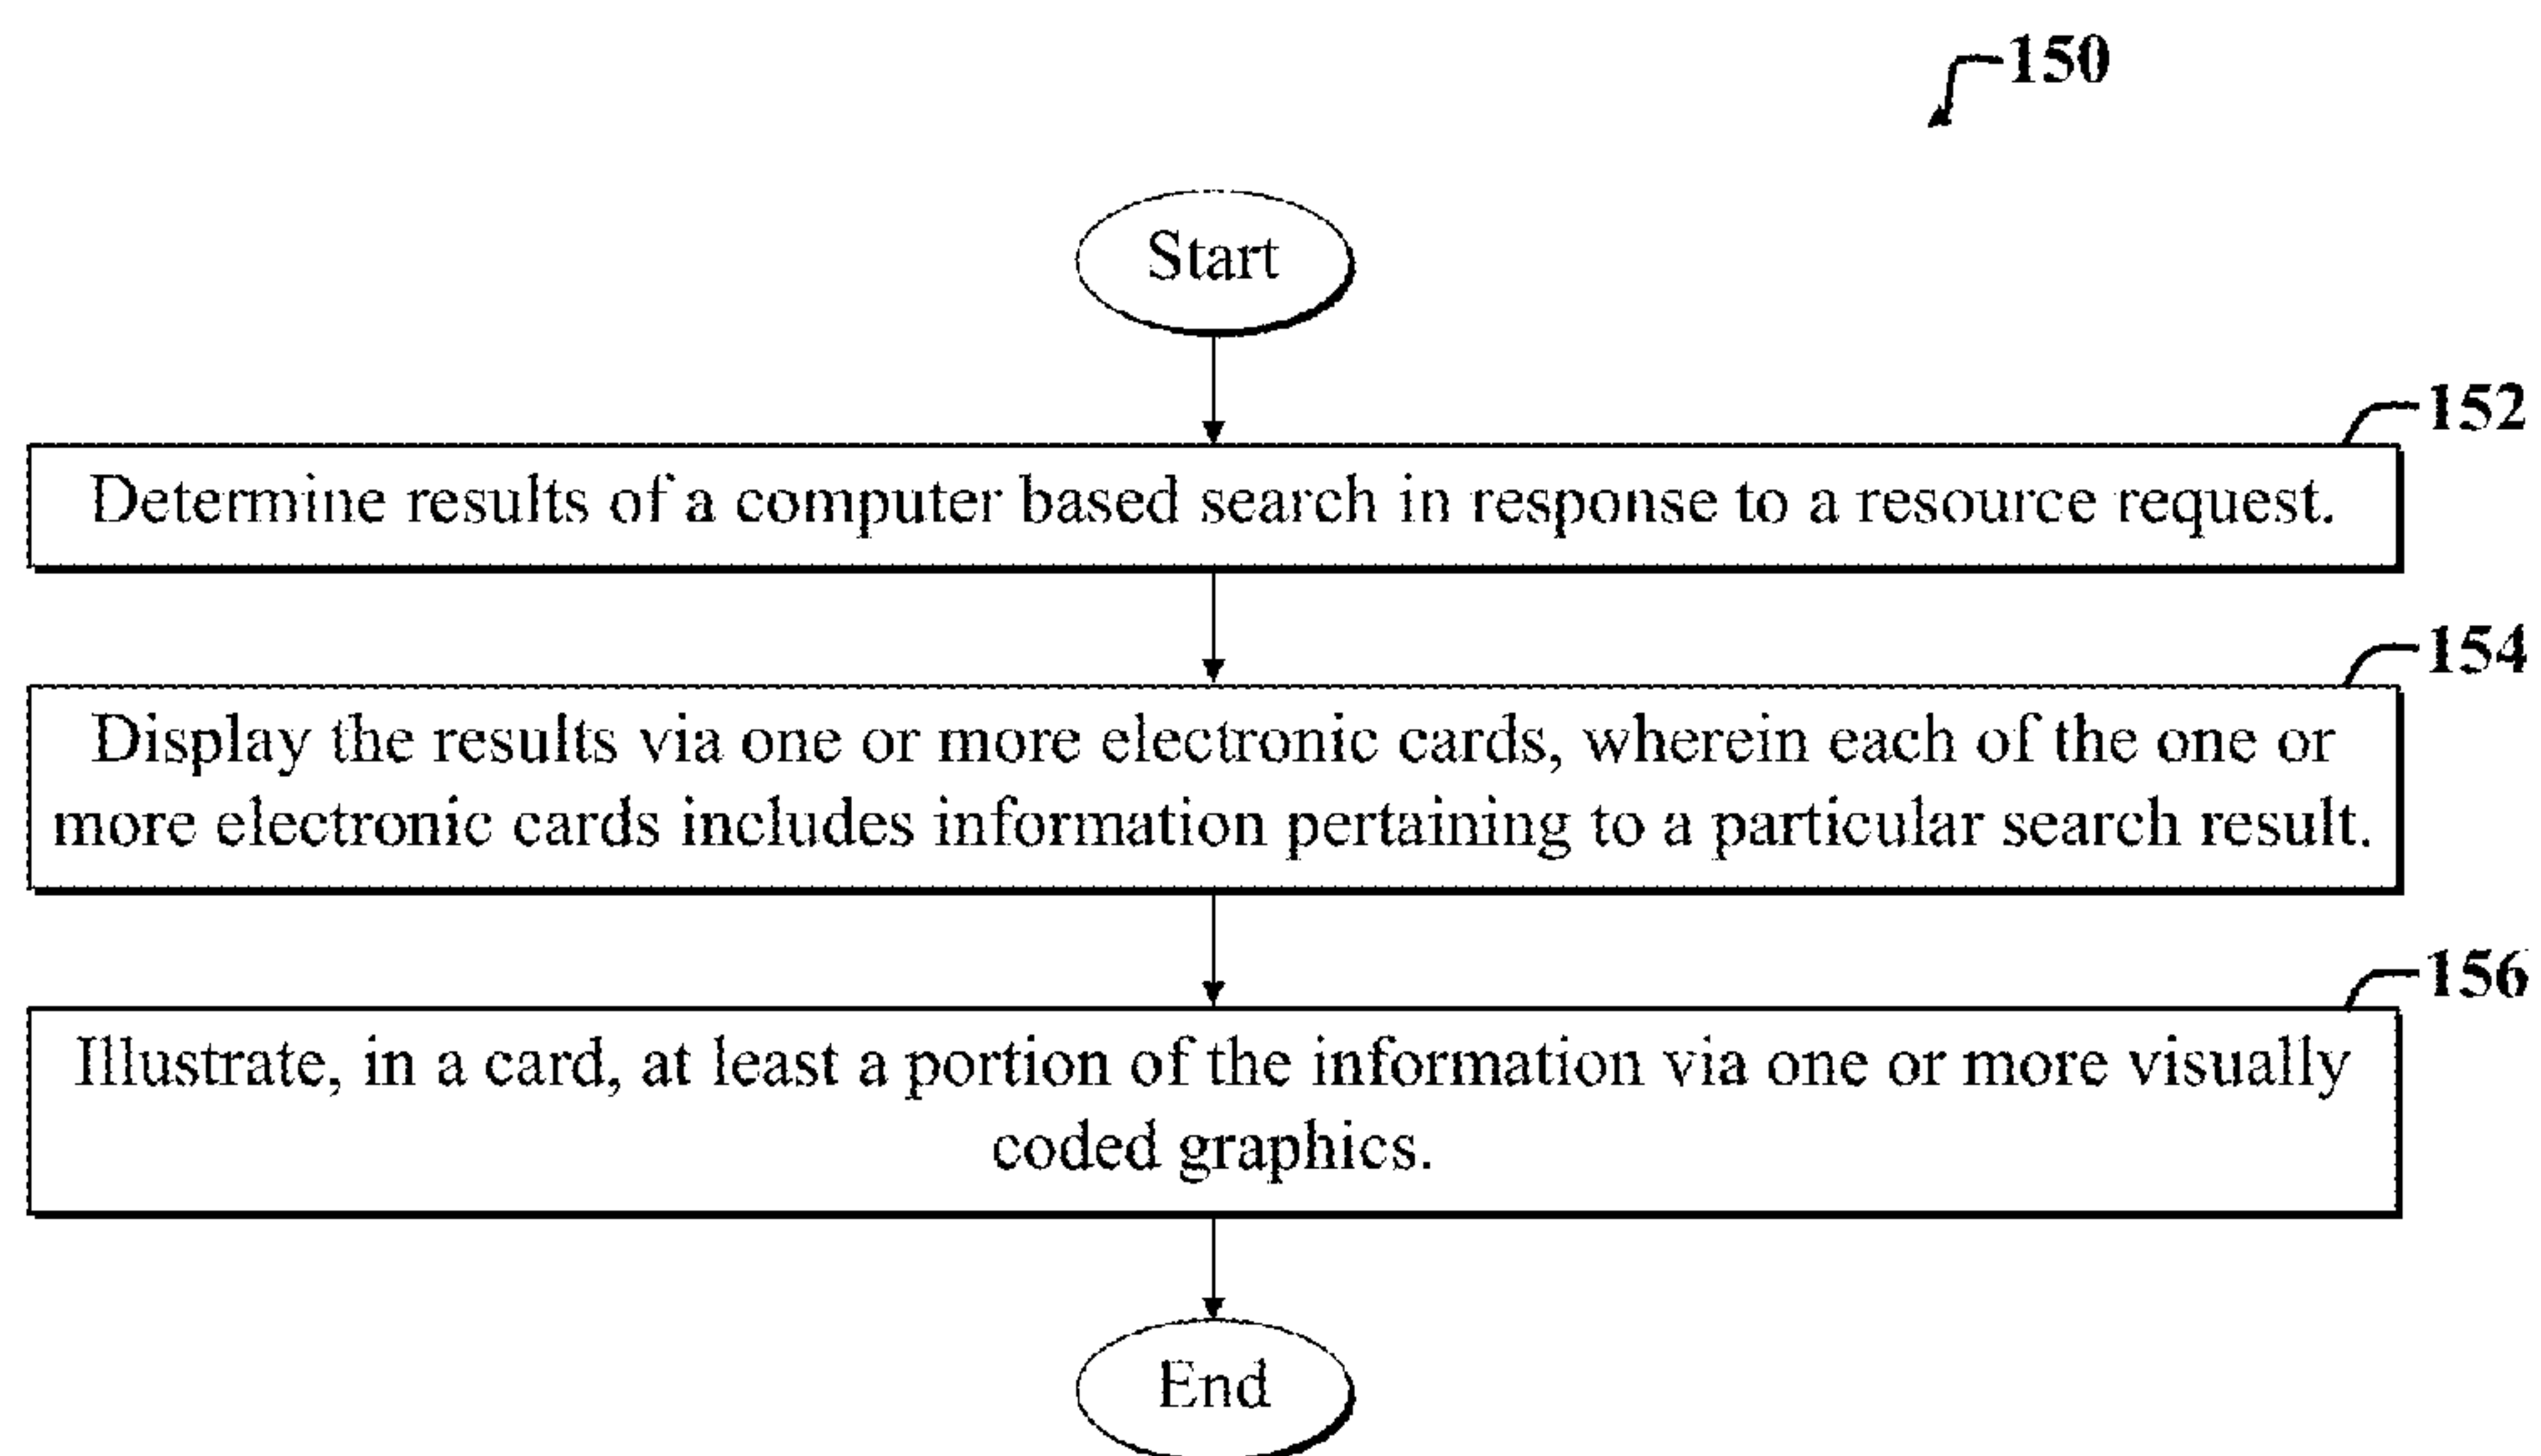 150
Start
152
Determine results of a computer based search in response to a resource request.
154
Display the results via one or more electronic cards, wherein each of the one or
more electronic cards includes information pertaining to a particular search result.
156
Illustrate, in a card, at least a portion of the information via one or more visually
coded graphics.
End